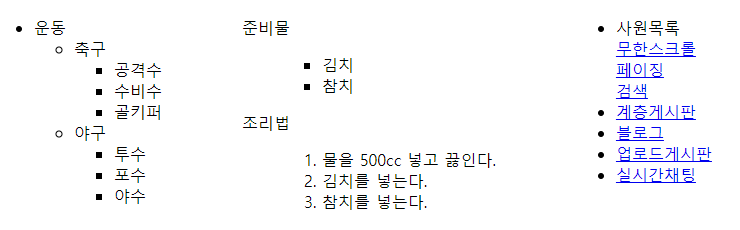 운동
축구
공격수
수비수
골키퍼
야구
투수
포수
야수
준비물
김치
참치
조리법
1. 물을 500cc 넣고 끓인다.
2. 김치를 넣는다.
3. 참치를 넣는다.
사원목록
무한스크롤
페이징
검색
계층게시판
블로그
업로드게시판
실시간채팅